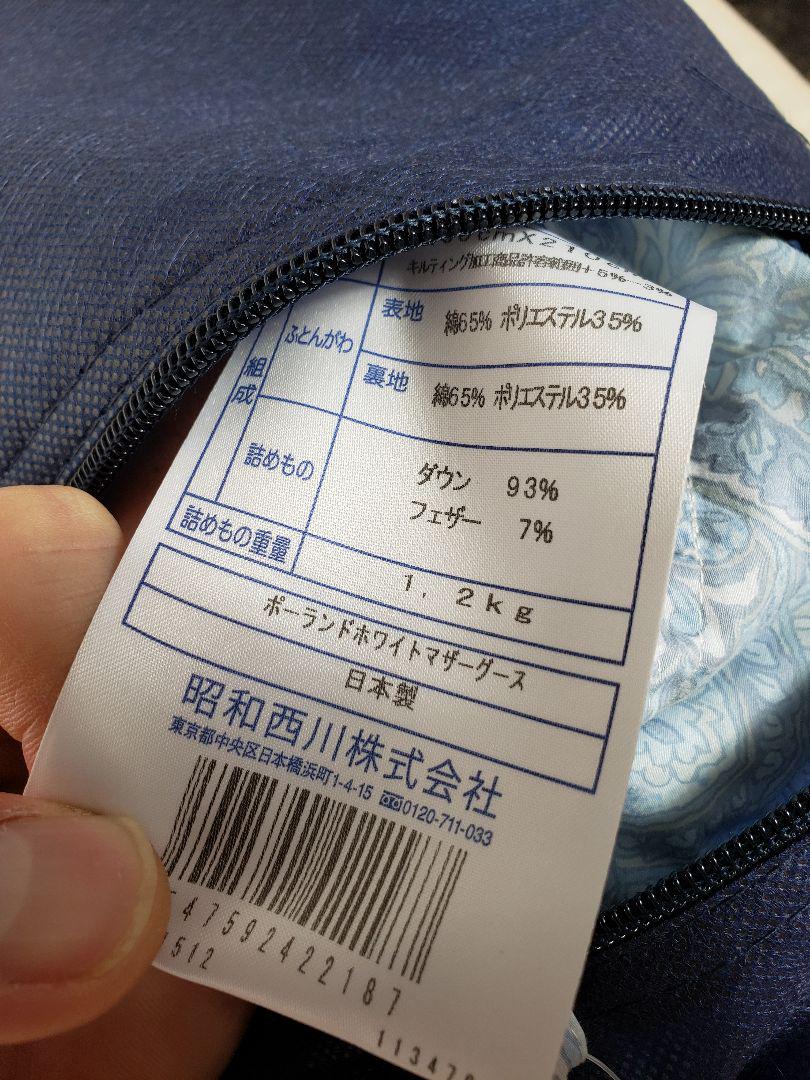 キルティング加工商品許容範囲+5%-3%
組成
ふとんがわ
表地 綿65% ポリエステル35%
裏地 綿65% ポリエステル35%
詰めもの
ダウン 93%
フェザー 7%
詰めもの重量
1.2kg
ポーランドホワイトマザーグース
日本製
昭和西川株式会社
東京都中央区日本橋浜町1-4-15 0120-711-033
547592422187
1512